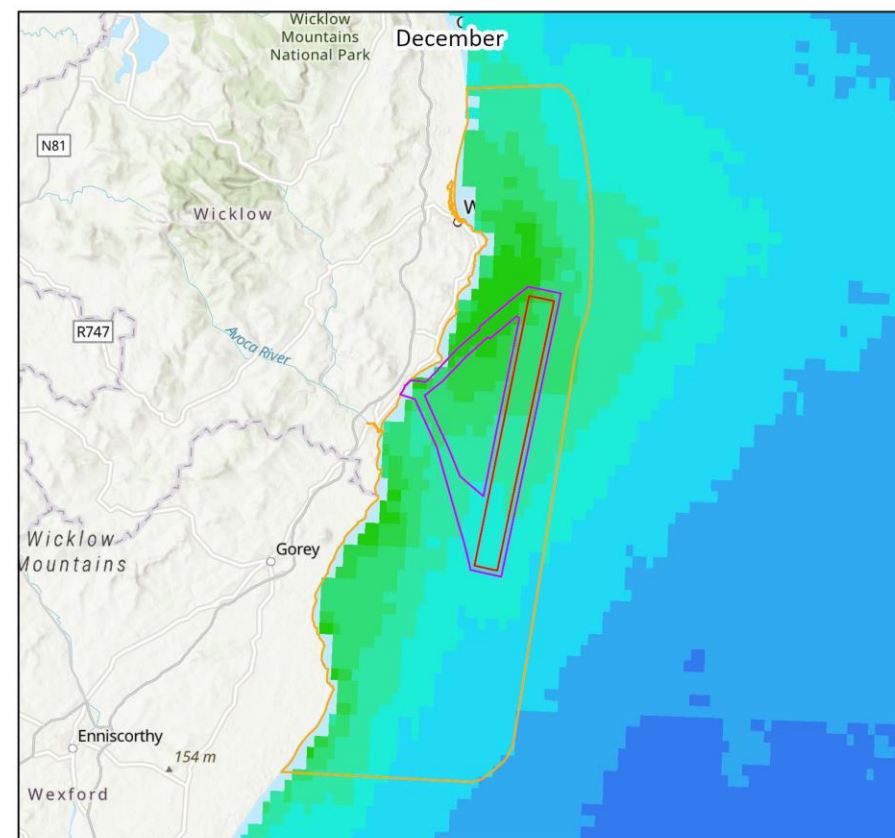 December
Wicklow
Mountains
National Park
N81
Wicklow
W
R747
Avoca River
Wicklow
Mountains
Gorey
Enniscorthy
154 m
Wexford